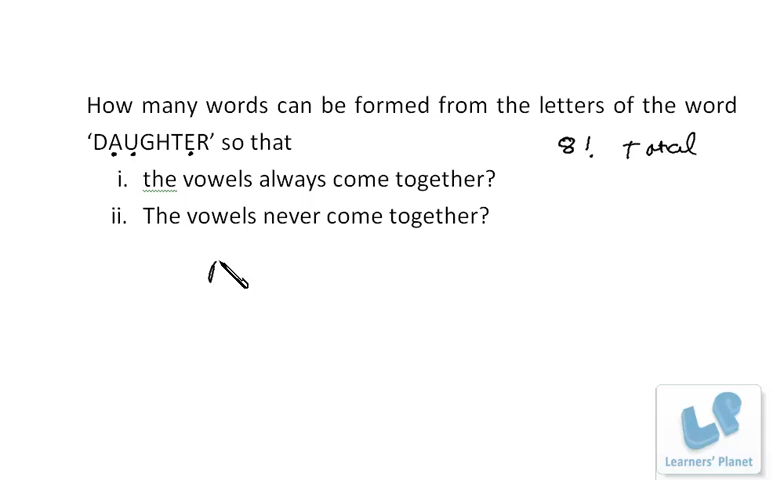 How many words can be formed from the letters of the word
‘DAUGHTER’ so that
8! Total
i. the vowels always come together?
ii. The vowels never come together?
LP
Learners’ Planet